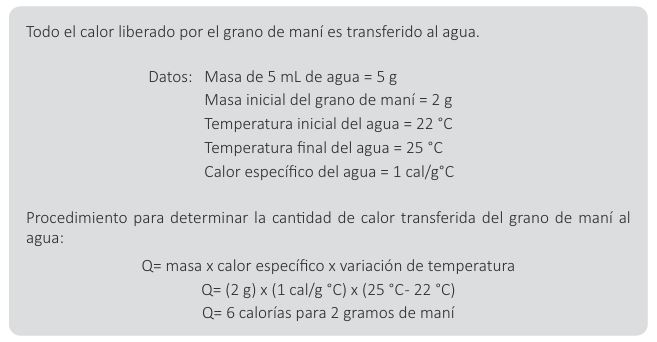 Todo el calor liberado por el grano de maní es transferido al agua.
Datos: Masa de 5 mL de agua = 5 g
Masa inicial del grano de maní = 2 g
Temperatura inicial del agua = 22 °C
Temperatura final del agua = 25 °C
Calor específico del agua = 1 cal/g°C
Procedimiento para determinar la cantidad de calor transferida del grano de maní al
agua:
Q= masa x calor específico x variación de temperatura
Q= (2 g) x (1 cal/g °C) x (25 °C- 22 °C)
Q= 6 calorías para 2 gramos de maní